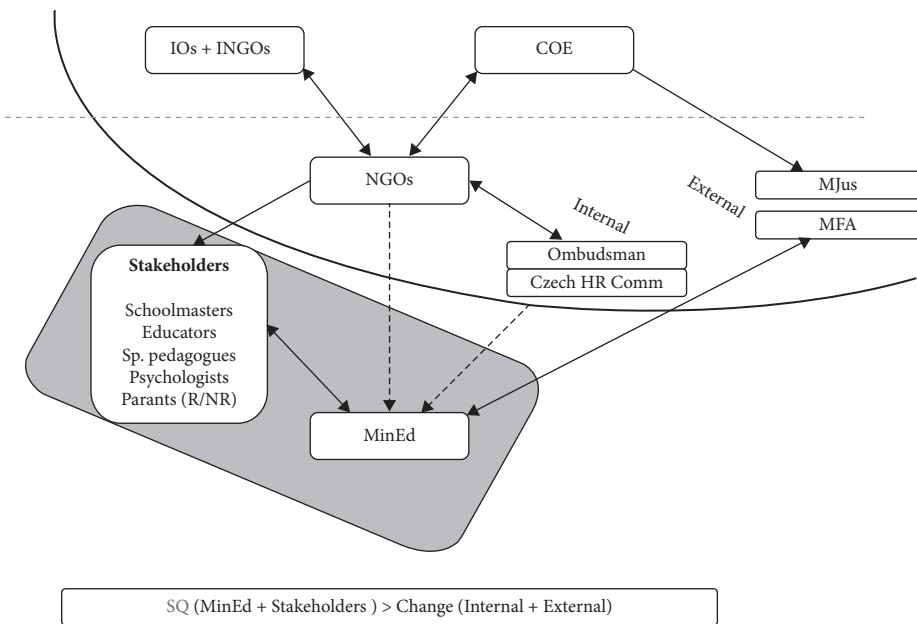 IOs + INGOs
COE
NGOs
Internal
External
MJus
MFA
Ombudsman
Czech HR Comm
Stakeholders
Schoolmasters
Educators
Sp. pedagogues
Psychologists
Parants (R/NR)
MinEd
SQ (MinEd + Stakeholders ) > Change (Internal + External)